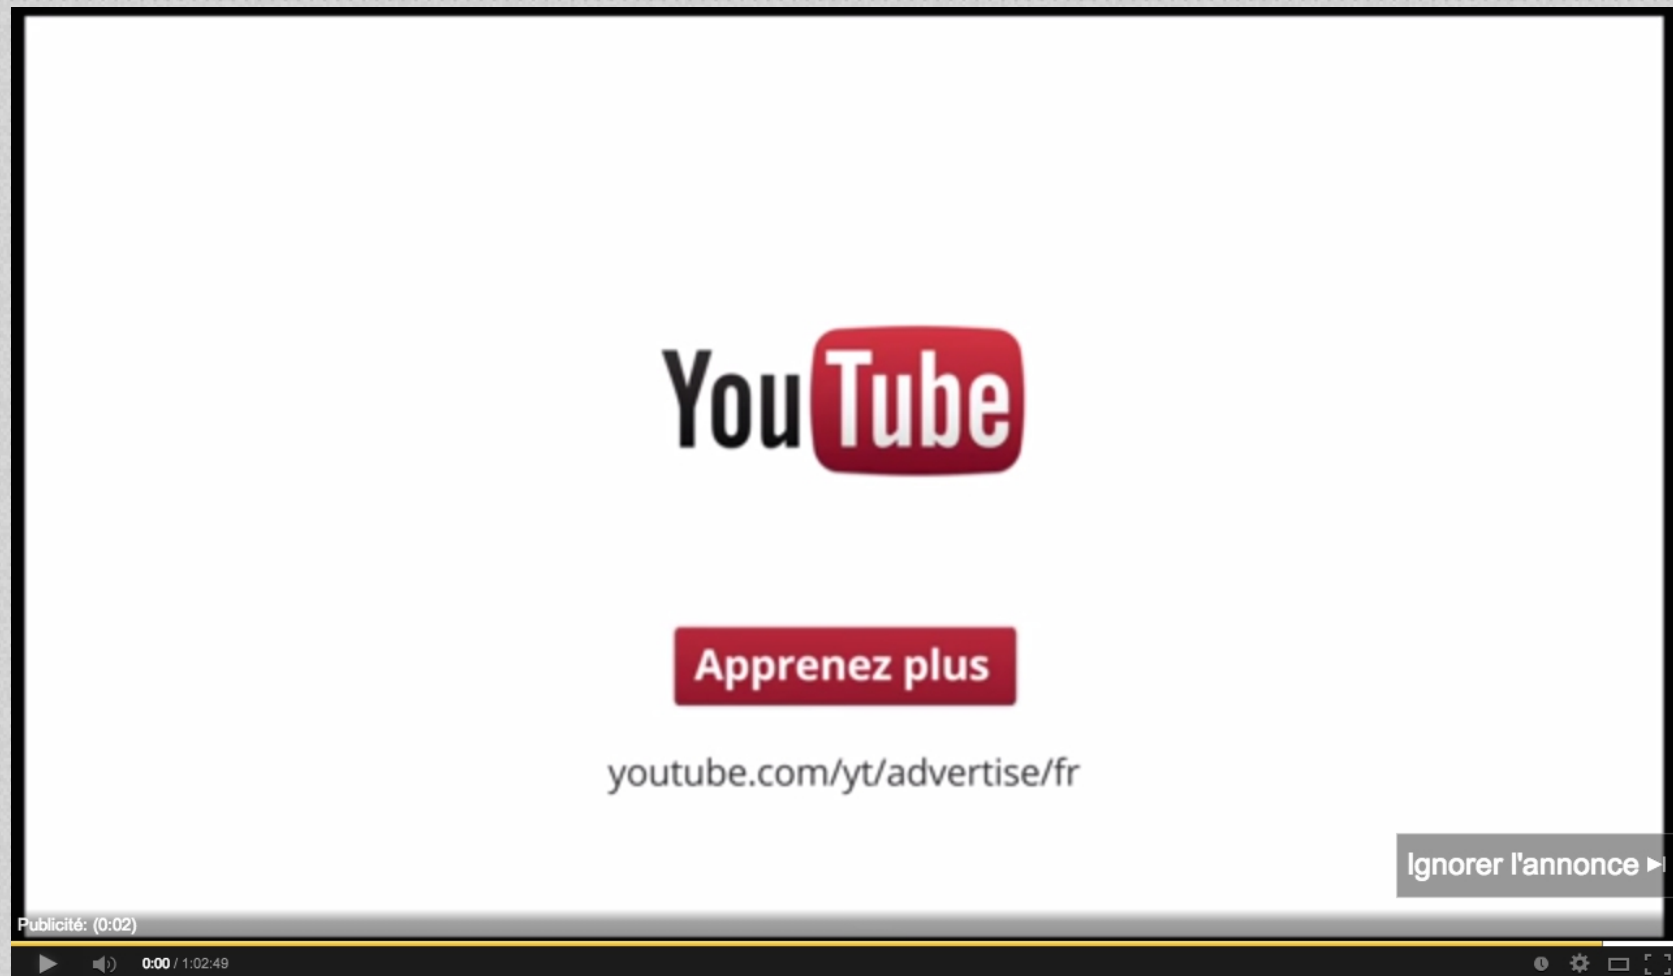 YouTube
Apprenez plus
youtube.com/yt/advertise/fr
Ignorer l'annonce
Publicité: (0:02)
0:00 / 1:02:49